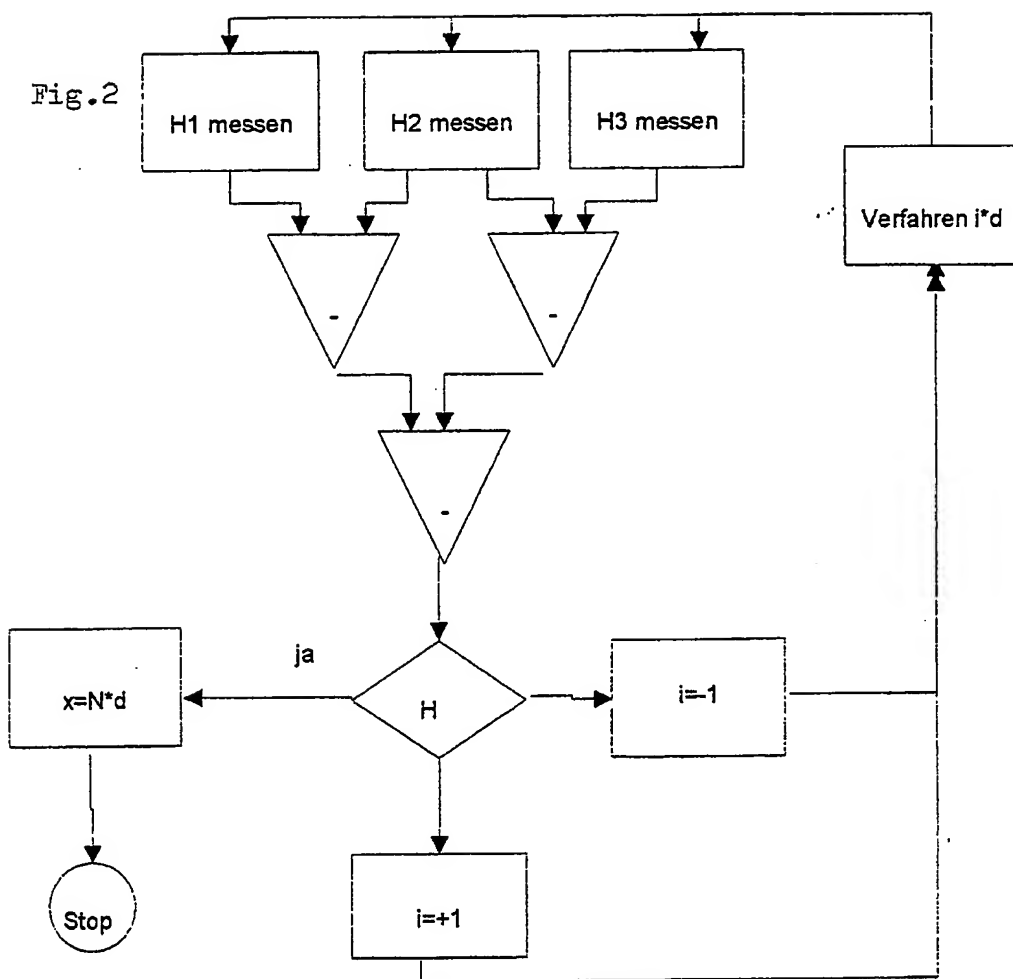 Fig.2
H1 messen
H2 messen
H3 messen
Verfahren i*d
-
-
-
ja
x=N*d
H
i=-1
i=+1
Stop